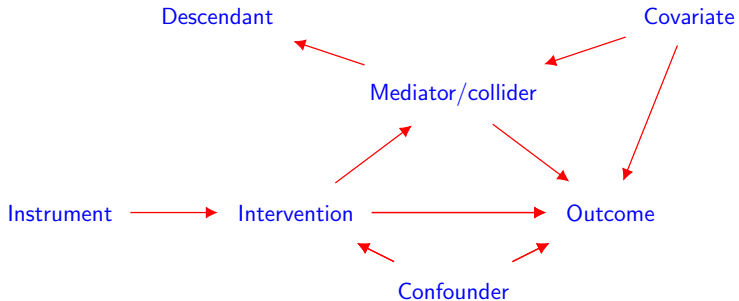 Descendant
Covariate
Mediator/collider
Instrument
Intervention
Outcome
Confounder